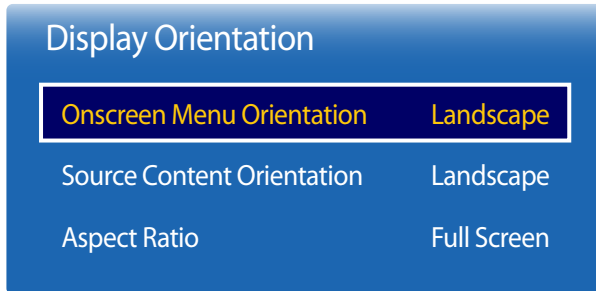 Display Orientation
Onscreen Menu Orientation Landscape
Source Content Orientation Landscape
Aspect Ratio Full Screen